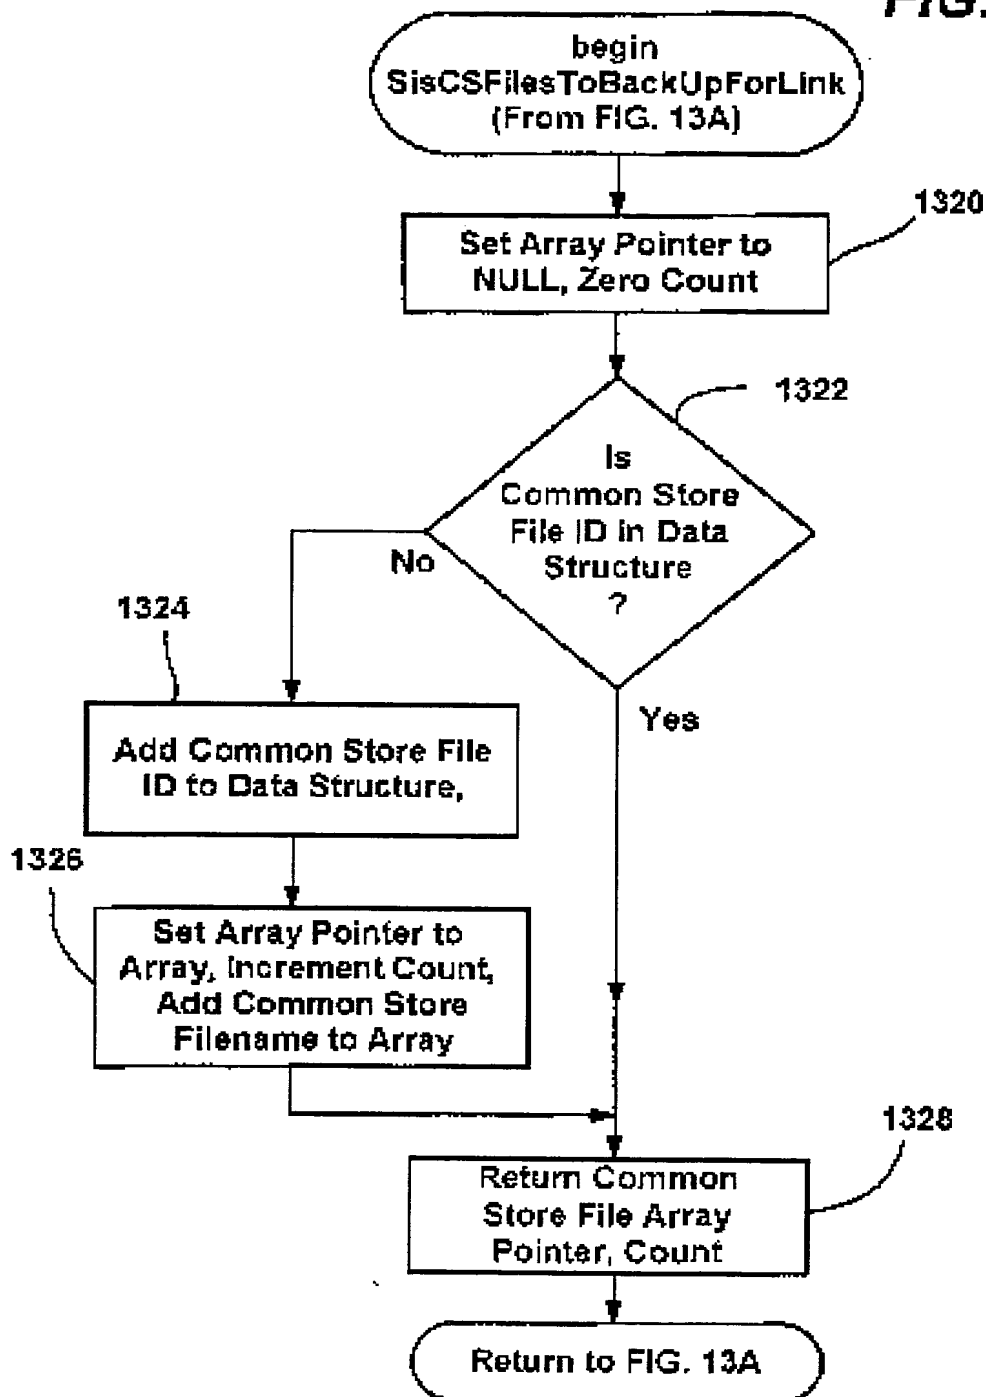 FIG.
begin
SisCSFilesToBackUpForLink
(From FIG. 13A)
1320
Set Array Pointer to
NULL, Zero Count
1322
Is
Common Store
File ID in Data
Structure
?
No
Yes
1324
Add Common Store File
ID to Data Structure,
1326
Set Array Pointer to
Array, Increment Count,
Add Common Store
Filename to Array
1328
Return Common
Store File Array
Pointer, Count
Return to FIG. 13A